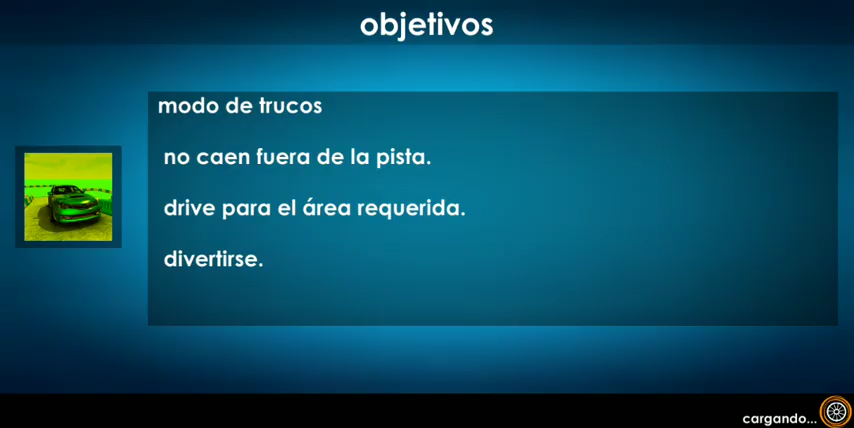 objetivos
modo de trucos
no caen fuera de la pista.
drive para el área requerida.
divertirse.
cargando...